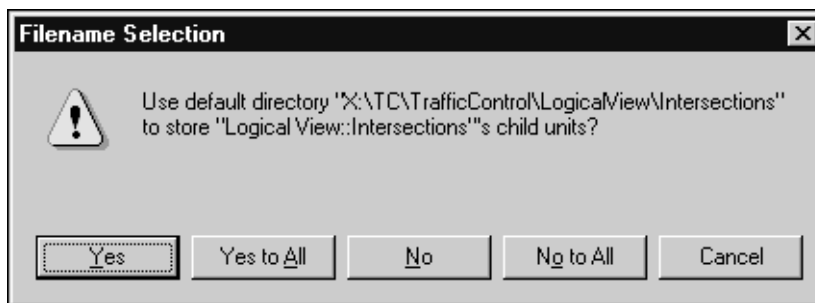 Filename Selection
Use default directory "X:\TC\TrafficControl\LogicalView\Intersections"
to store "Logical View::Intersections"'s child units?
Yes
Yes to All
No
No to All
Cancel